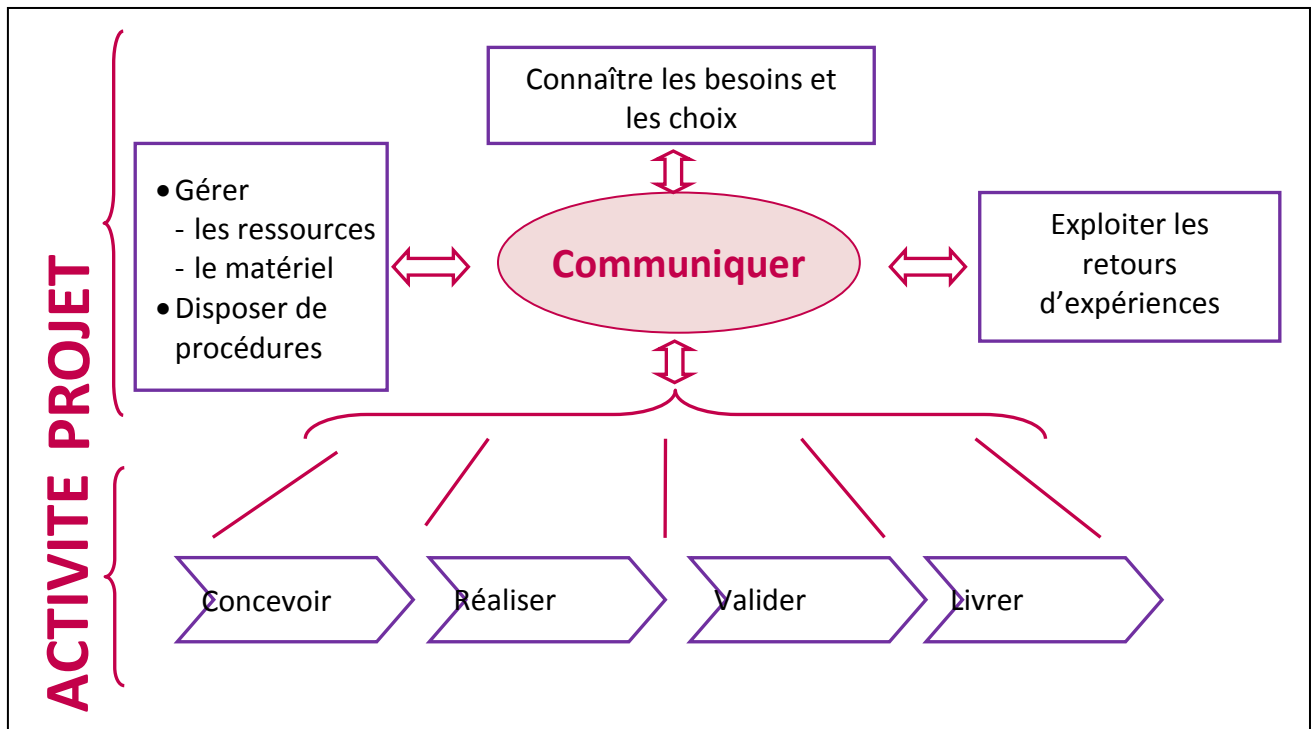 Connaître les besoins et
les choix
• Gérer
- les ressources
- le matériel
• Disposer de
procédures
Communiquer
Exploiter les
retours
d’expériences
ACTIVITE PROJET
Concevoir
Réaliser
Valider
Livrer